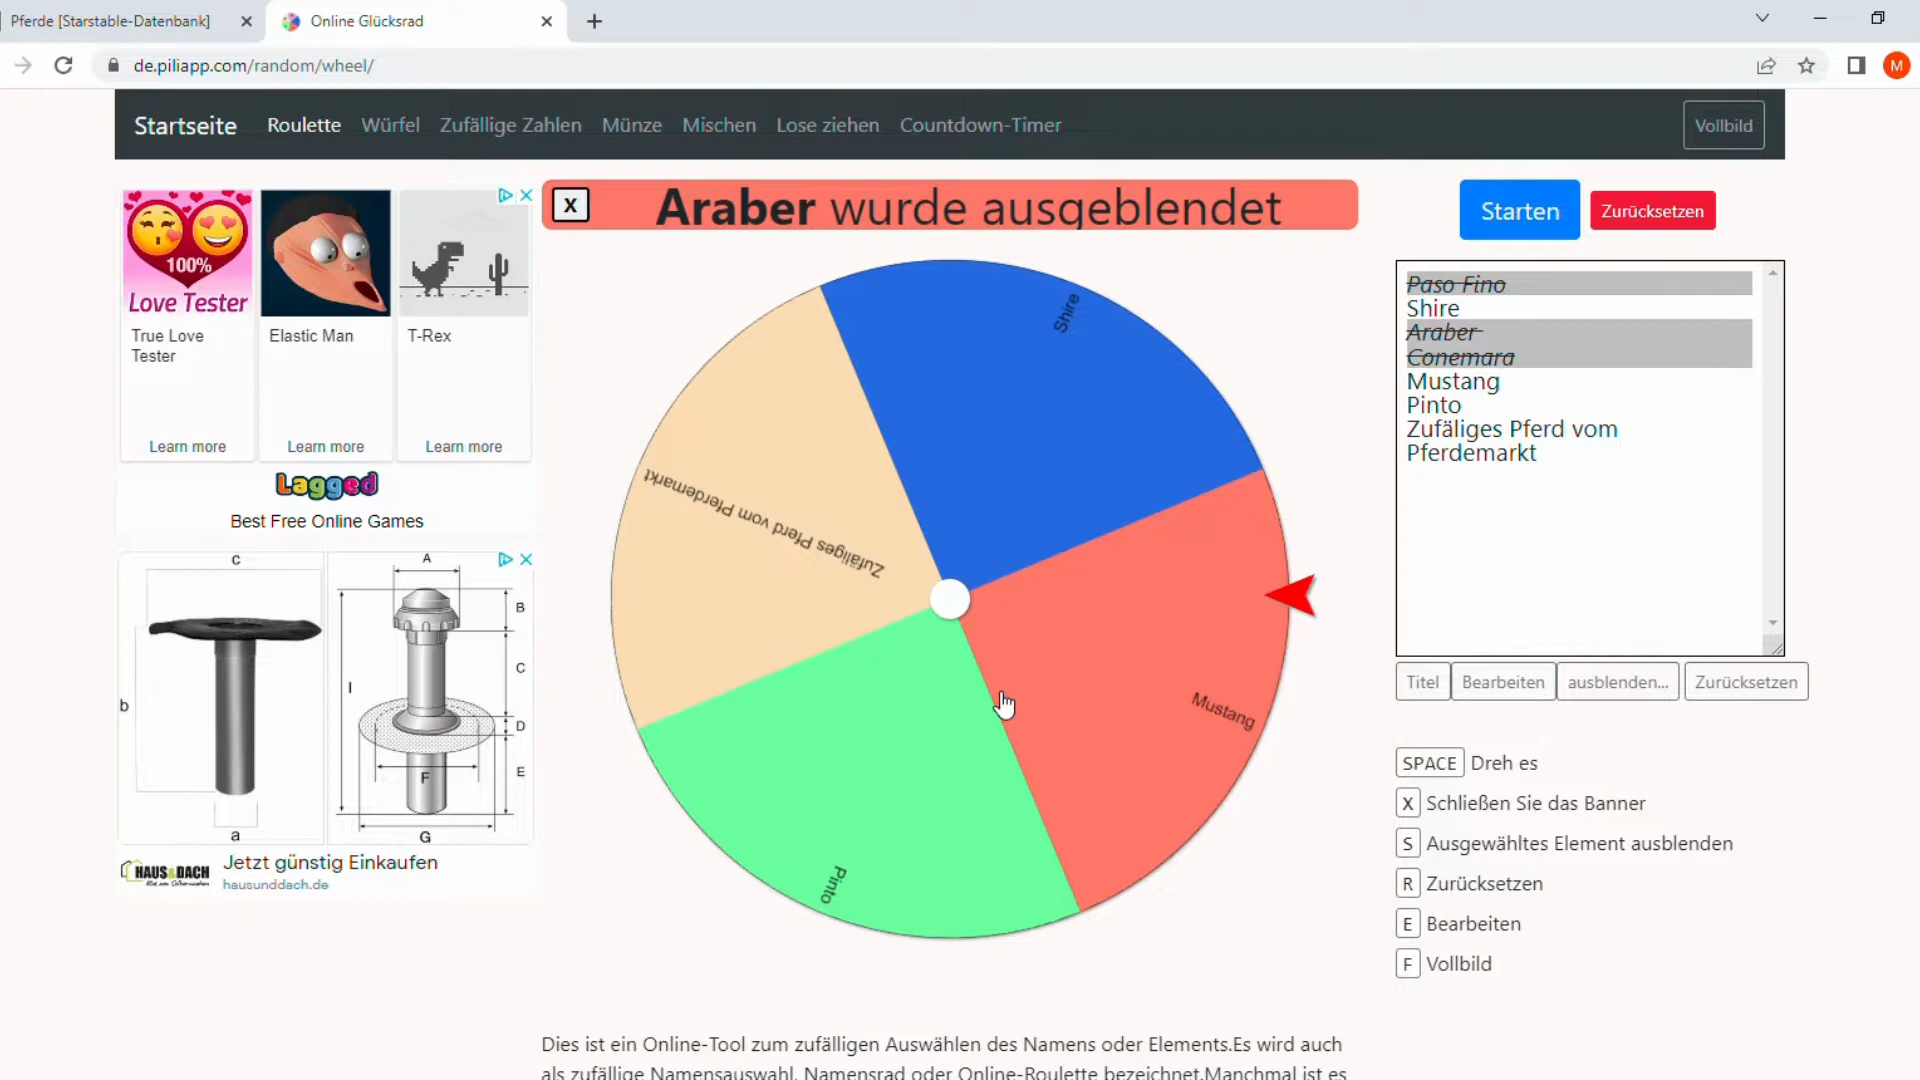 Pferde [Starstable-Datenbank]
Online Glücksrad
de.piliapp.com/random/wheel/
M
Startseite
Roulette
Würfel
Zufällige Zahlen
Münze
Mischen
Lose ziehen
Countdown-Timer
Vollbild
100%
Love Tester
True Love
Tester
Learn more
Elastic Man
Learn more
T-Rex
Learn more
Lagged
Best Free Online Games
c
b
a
A
B
C
D
E
F
G
I
HAUS&DACH
Jetzt günstig Einkaufen
hausunddach.de
X
Araber wurde ausgeblendet
Shire
Mustang
Pinto
Zufäliges Pferd vom Pferdemarkt
Starten
Zurücksetzen
Paso Fino
Shire
Araber
Conemara
Mustang
Pinto
Zufäliges Pferd vom
Pferdemarkt
Titel
Bearbeiten
ausblenden...
Zurücksetzen
SPACE Dreh es
X Schließen Sie das Banner
S Ausgewähltes Element ausblenden
R Zurücksetzen
E Bearbeiten
F Vollbild
Dies ist ein Online-Tool zum zufälligen Auswählen des Namens oder Elements.Es wird auch
als zufällige Namensauswahl, Namensrad oder Online-Roulette bezeichnet.Manchmal ist es